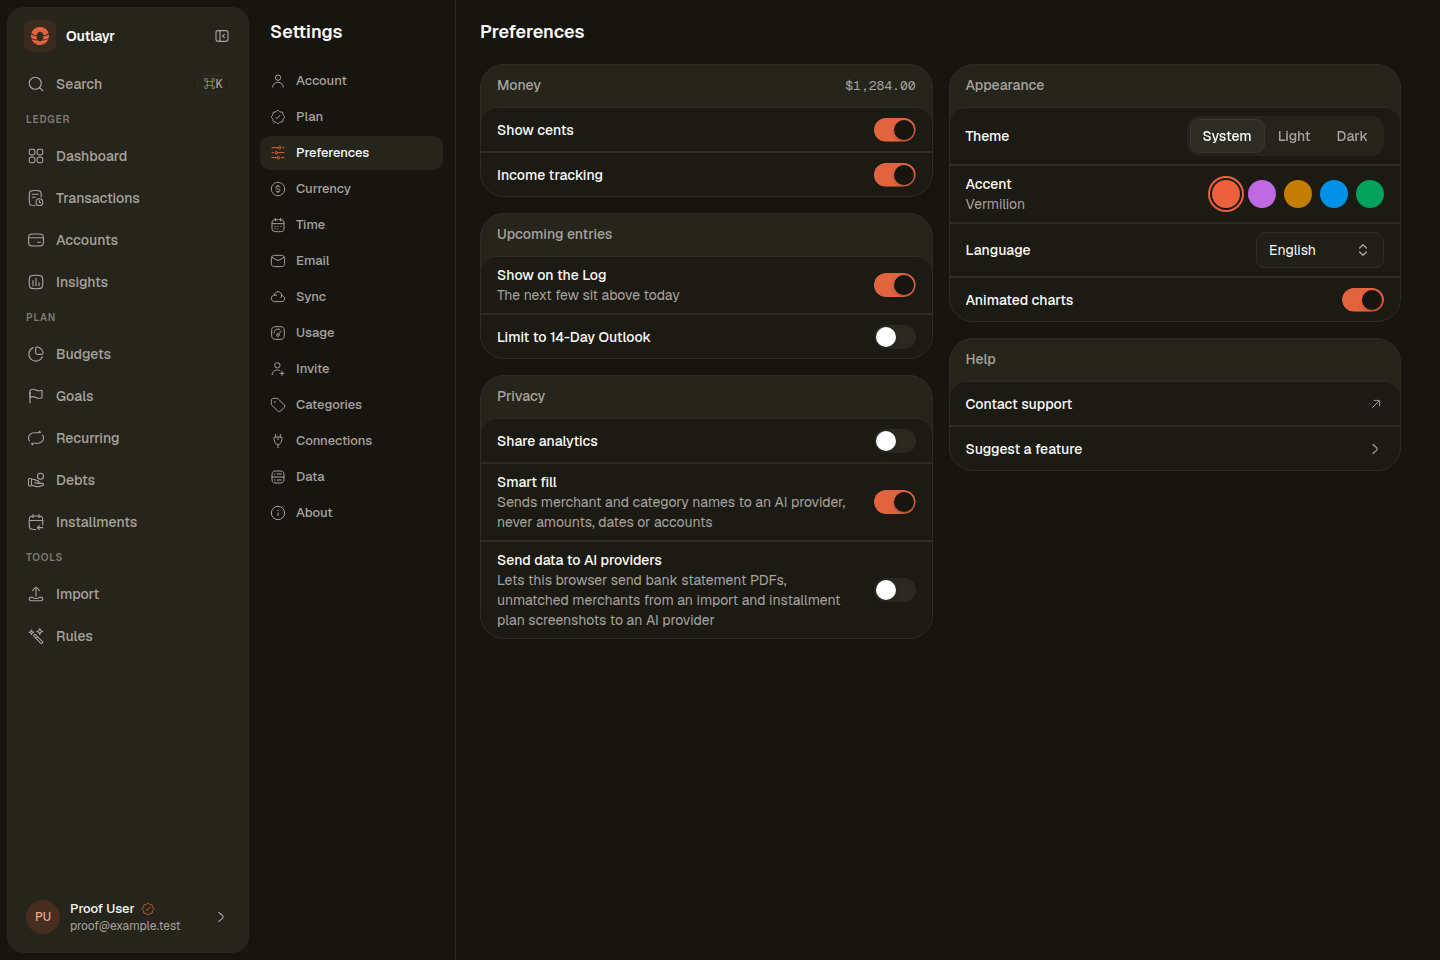 Outlayr
Search ⌘K
LEDGER
Dashboard
Transactions
Accounts
Insights
PLAN
Budgets
Goals
Recurring
Debts
Installments
TOOLS
Import
Rules
PU
Proof User
proof@example.test
Settings
Account
Plan
Preferences
Currency
Time
Email
Sync
Usage
Invite
Categories
Connections
Data
About
Preferences
Money $1,284.00
Show cents
Income tracking
Upcoming entries
Show on the Log
The next few sit above today
Limit to 14-Day Outlook
Privacy
Share analytics
Smart fill
Sends merchant and category names to an AI provider,
never amounts, dates or accounts
Send data to AI providers
Lets this browser send bank statement PDFs,
unmatched merchants from an import and installment
plan screenshots to an AI provider
Appearance
Theme System Light Dark
Accent
Vermilion
Language English
Animated charts
Help
Contact support
Suggest a feature